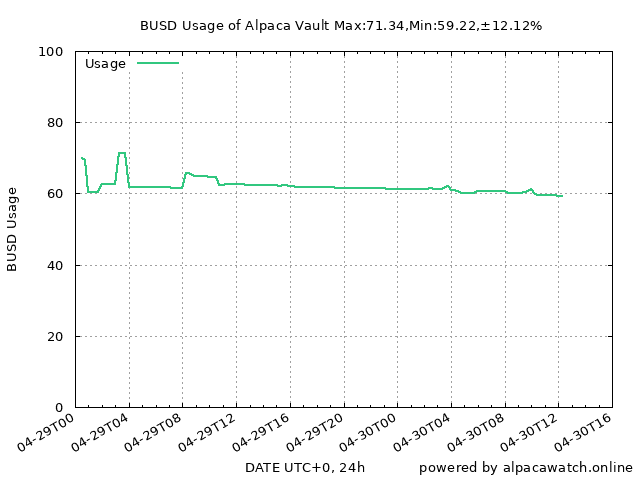 BUSD Usage of Alpaca Vault Max:71.34,Min:59.22,±12.12%
Usage
100
80
60
40
20
0
BUSD Usage
04-29T00
04-29T04
04-29T08
04-29T12
04-29T16
04-29T20
04-30T00
04-30T04
04-30T08
04-30T12
04-30T16
DATE UTC+0, 24h
powered by alpacawatch.online